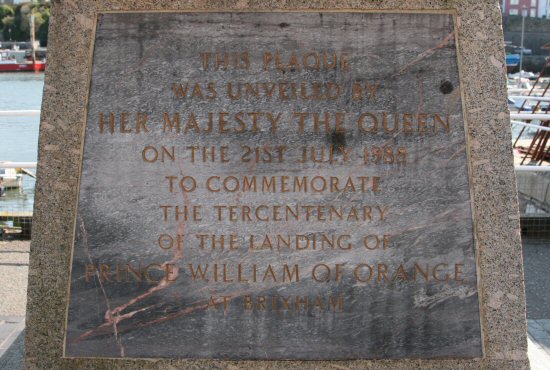 THIS PLAQUE
WAS UNVEILED BY
HER MAJESTY THE QUEEN
ON THE 21ST JULY 1988
TO COMMEMORATE
THE TERCENTENARY
OF THE LANDING OF
PRINCE WILLIAM OF ORANGE
AT BRIXHAM